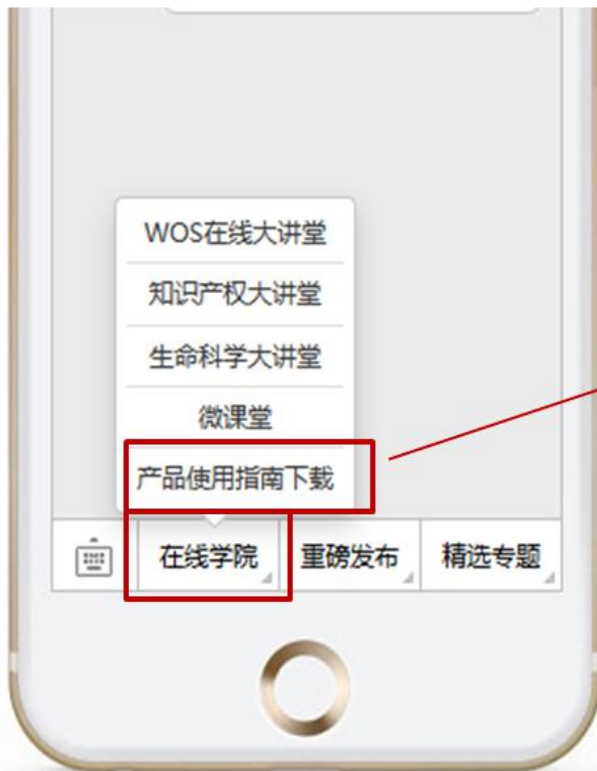 WOS在线大讲堂
知识产权大讲堂
生命科学大讲堂
微课堂
产品使用指南下载
在线学院 重磅发布 精选专题